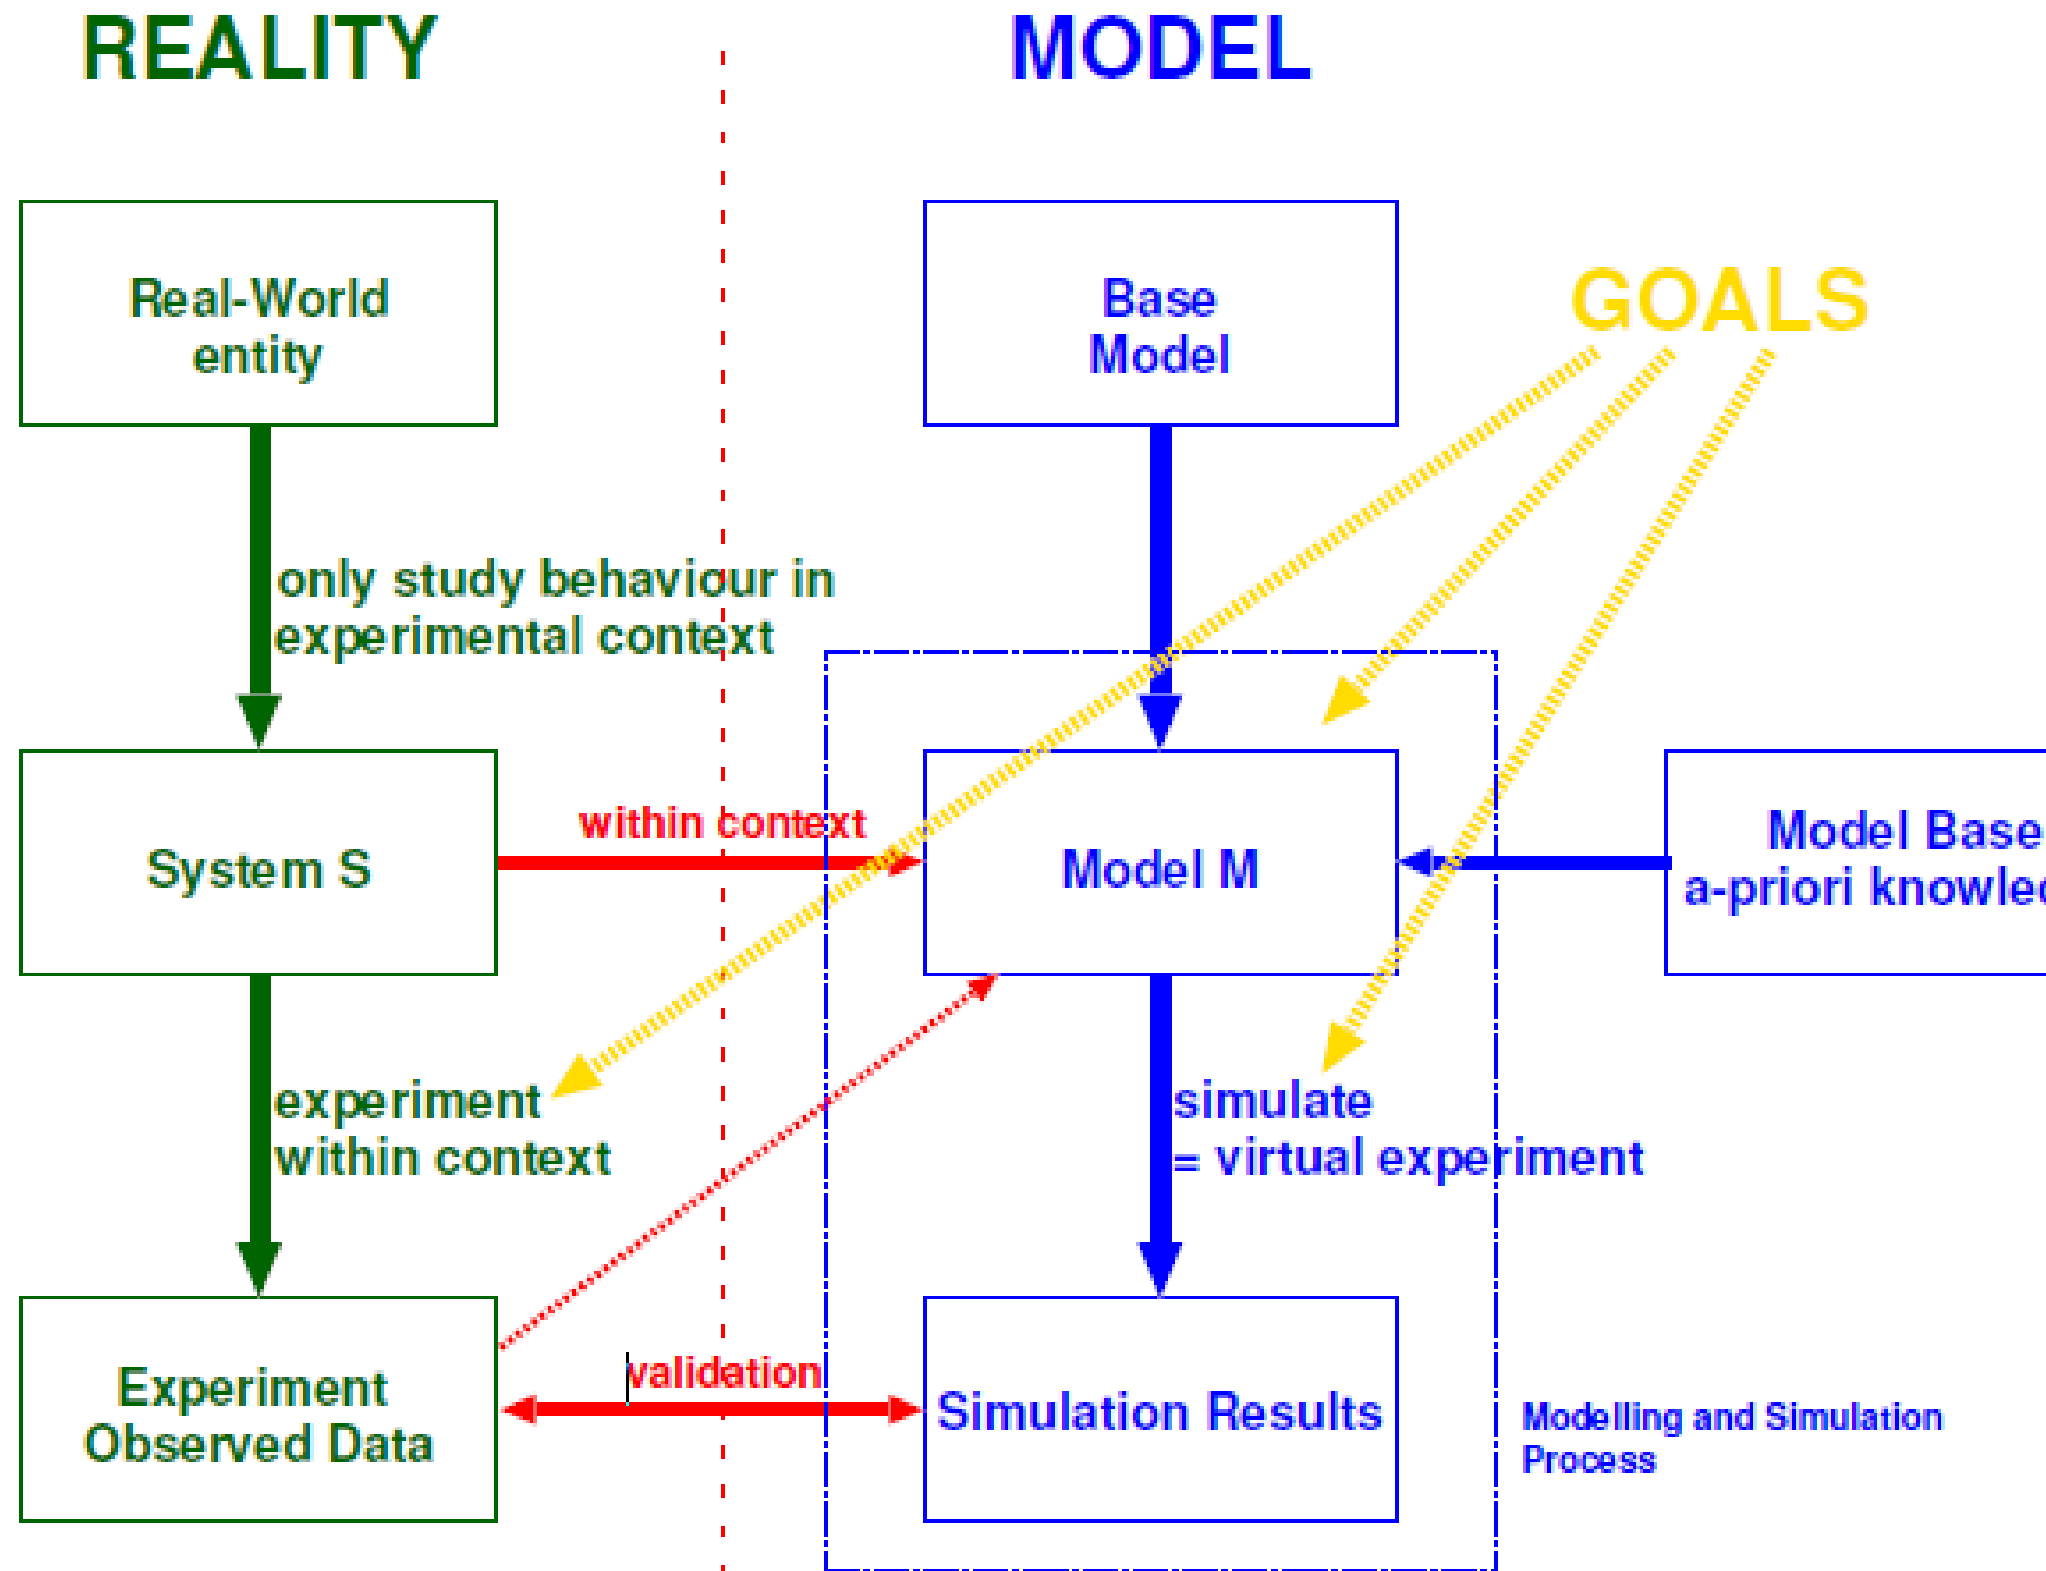 REALITY
MODEL
Real-World
entity
Base
Model
GOALS
only study behaviour in
experimental context
System S
within context
Model M
Model Base
a-priori
experiment
within context
simulate
= virtual experiment
Experiment
Observed Data
validation
Simulation Results
Modelling and Simulation
Process